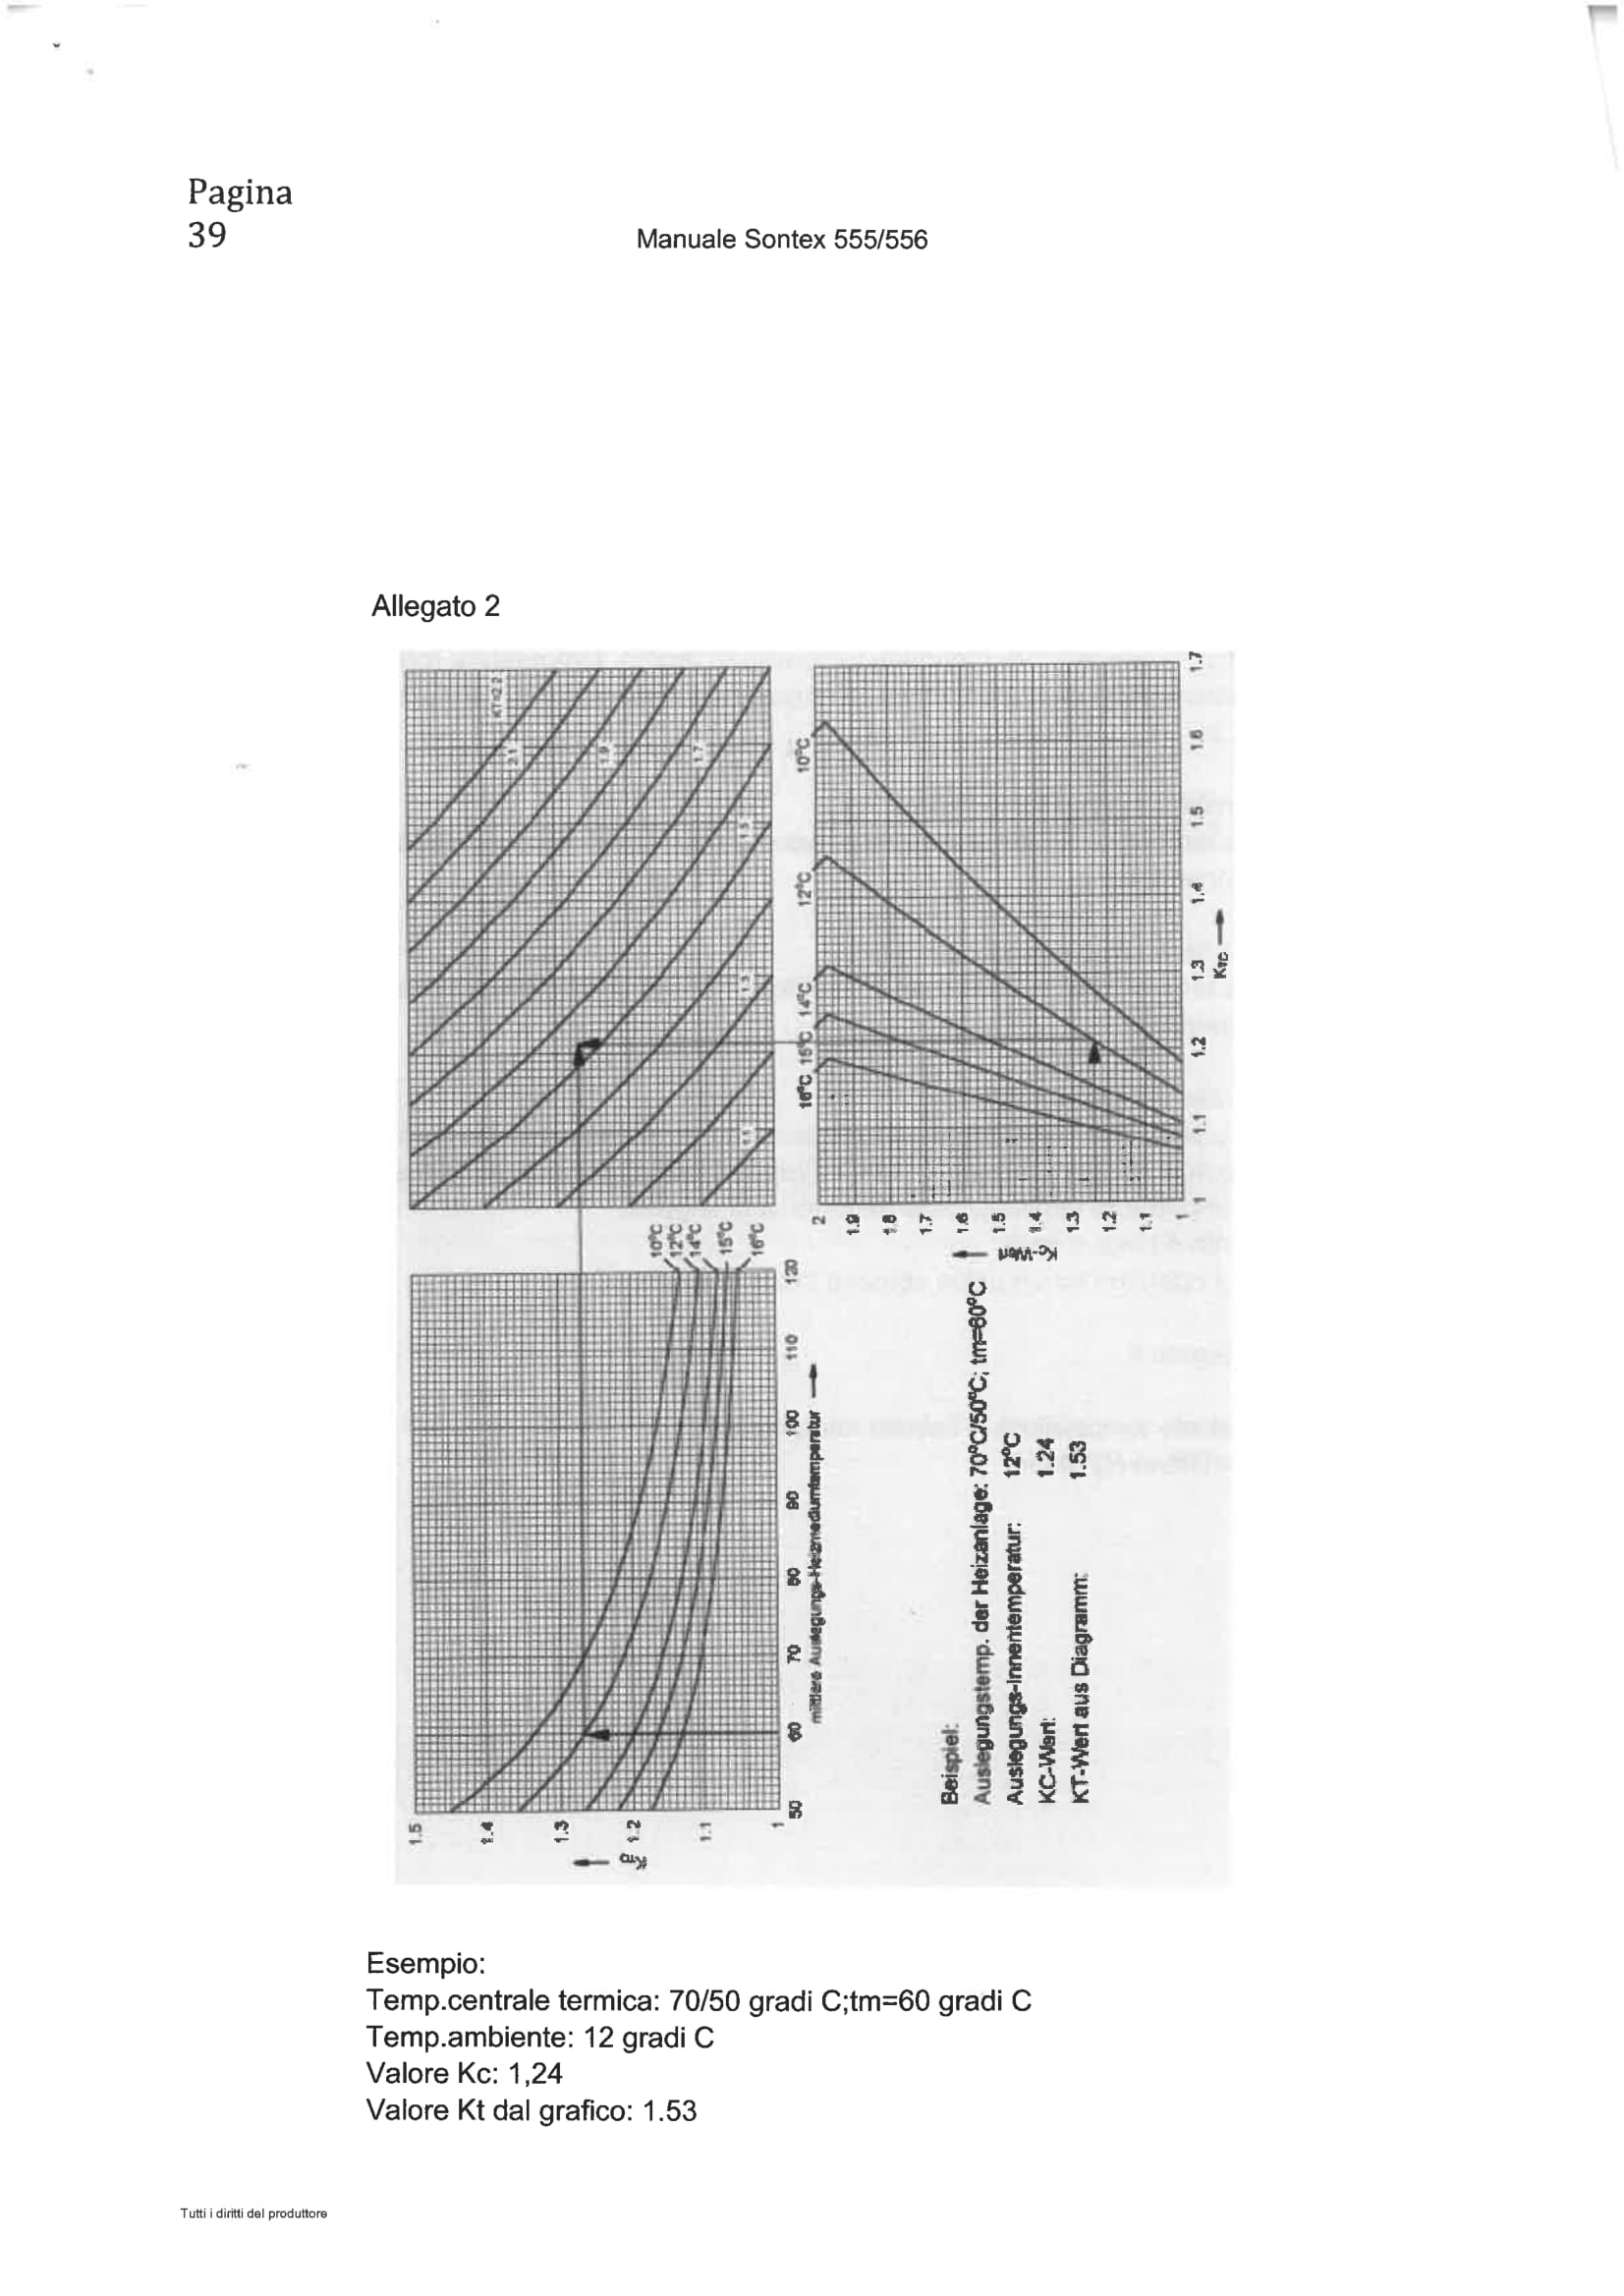 Pagina
39
Manuale Sontex 555/556
Allegato 2
1.5
1.4
1.3
1.2
1.1
1
50
60
70
80
90
100
110
120
mittlere Auslegungs-Heizmediumtemperatur
10°C
12°C
14°C
15°C
16°C
KT=2.2
2.1
1.9
1.7
1.5
1.3
1.1
16°C 15°C 14°C 12°C 10°C
2
1.9
1.8
1.7
1.6
1.5
1.4
1.3
1.2
1.1
1
Kc-Wert
1
1.1
1.2
1.3
1.4
1.5
1.6
1.7
Beispiel:
Auslegungstemp. der Heizanlage: 70°C/50°C; tm=60°C
Auslegungs-Innentemperatur: 12°C
KC-Wert: 1.24
KT-Wert aus Diagramm: 1.53
Esempio:
Temp.centrale termica: 70/50 gradi C;tm=60 gradi C
Temp.ambiente: 12 gradi C
Valore Kc: 1,24
Valore Kt dal grafico: 1.53
Tutti i diritti del produttore